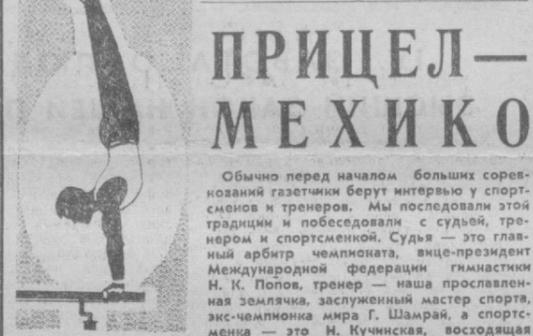 ПРИЦЕЛ—
МЕХИКО
Обычно перед началом больших сорев-
нований газетчики берут интервью у спорт-
сменов и тренеров. Мы последовали этой
традиции и побеседовали с судьей, тре-
нером и спортсменкой. Судья — это глав-
ный арбитр чемпионата, вице-президент
Международной федерации гимнастики
Н. К. Попов, тренер — наша прославлен-
ная землячка, заслуженный мастер спорта,
экс-чемпионка мира Г. Шамрай, а спортс-
менка — это Н. Кучинская, восходящая